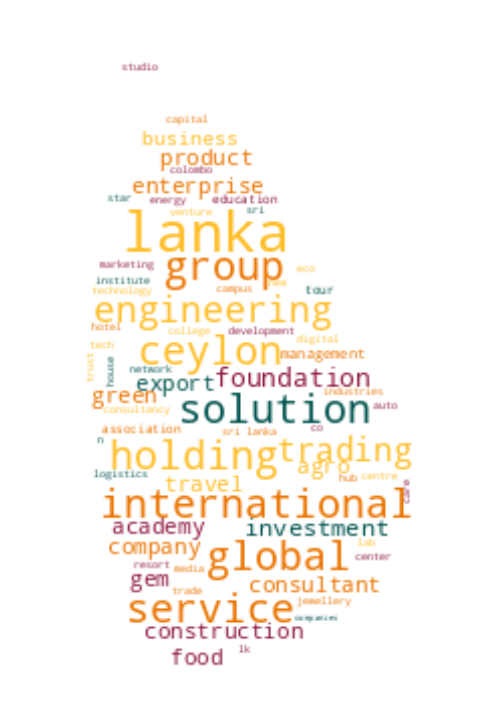 studio
capital
business
product
colombo
enterprise
star energy education
venture sri
lanka
marketing group eco
institute new
technology campus tour
engineering
hotel college development
tech ceylon digital
trust management
house network
export foundation
green industries
consultancy solution auto
association sri lanka co
n
holding trading
agro
logistics travel hub centre
care
international
academy investment
company lab
global center
resort media
gem consultant
trade
service jewellery
companies
construction
lk
food